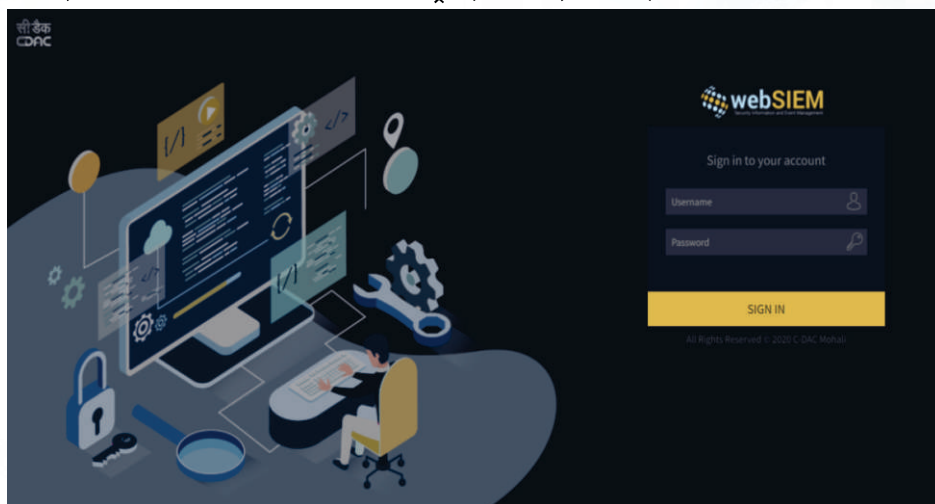 सी डैक
CDAC
webSIEM
Security Information and Event Management
Sign in to your account
Username
Password
SIGN IN
All Rights Reserved © 2020 C-DAC Mohali
[/]
</>
</>
[/]